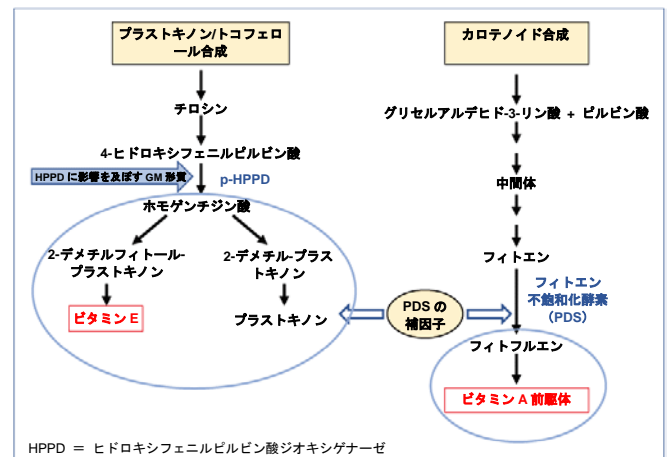 プラストキノン/トコフェロ
ール合成
チロシン
4-ヒドロキシフェニルピルビン酸
HPPD に影響を及ぼす GM 形質
p-HPPD
ホモゲンチジン酸
2-デメチルフィトール-
プラストキノン
2-デメチル-プラス
トキノン
ビタミン E
プラストキノン
PDS の
補因子
カロテノイド合成
グリセルアルデヒド-3-リン酸 + ピルビン酸
中間体
フィトエン
フィトエン
不飽和化酵素
（PDS）
フィトフルエン
ビタミン A 前駆体
HPPD ＝ ヒドロキシフェニルピルビン酸ジオキシゲナーゼ